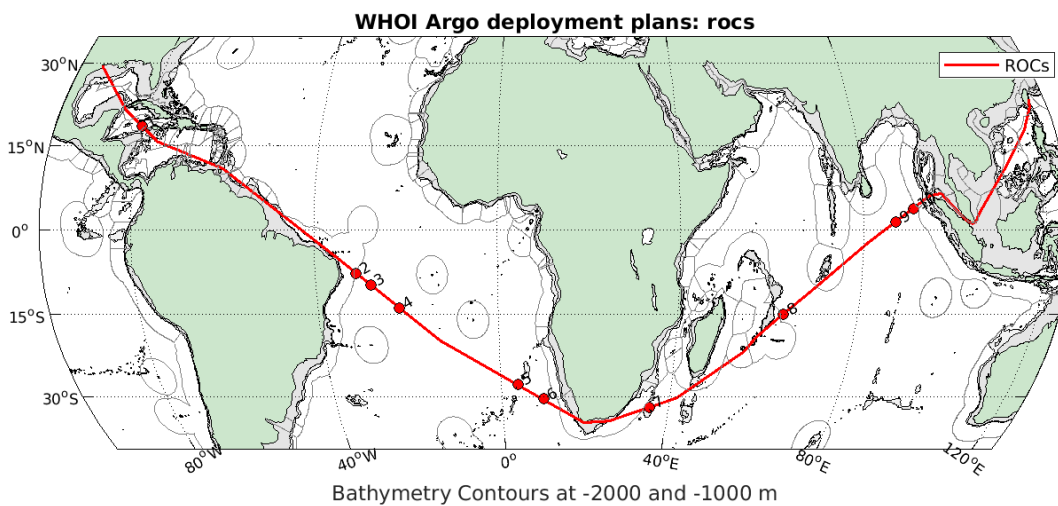 WHOI Argo deployment plans: rocs
30°N
ROCs
15°N
0°
15°S
30°S
2
3
4
5
6
8
9
80°W
40°W
0°
40°E
80°E
120°E
Bathymetry Contours at -2000 and -1000 m